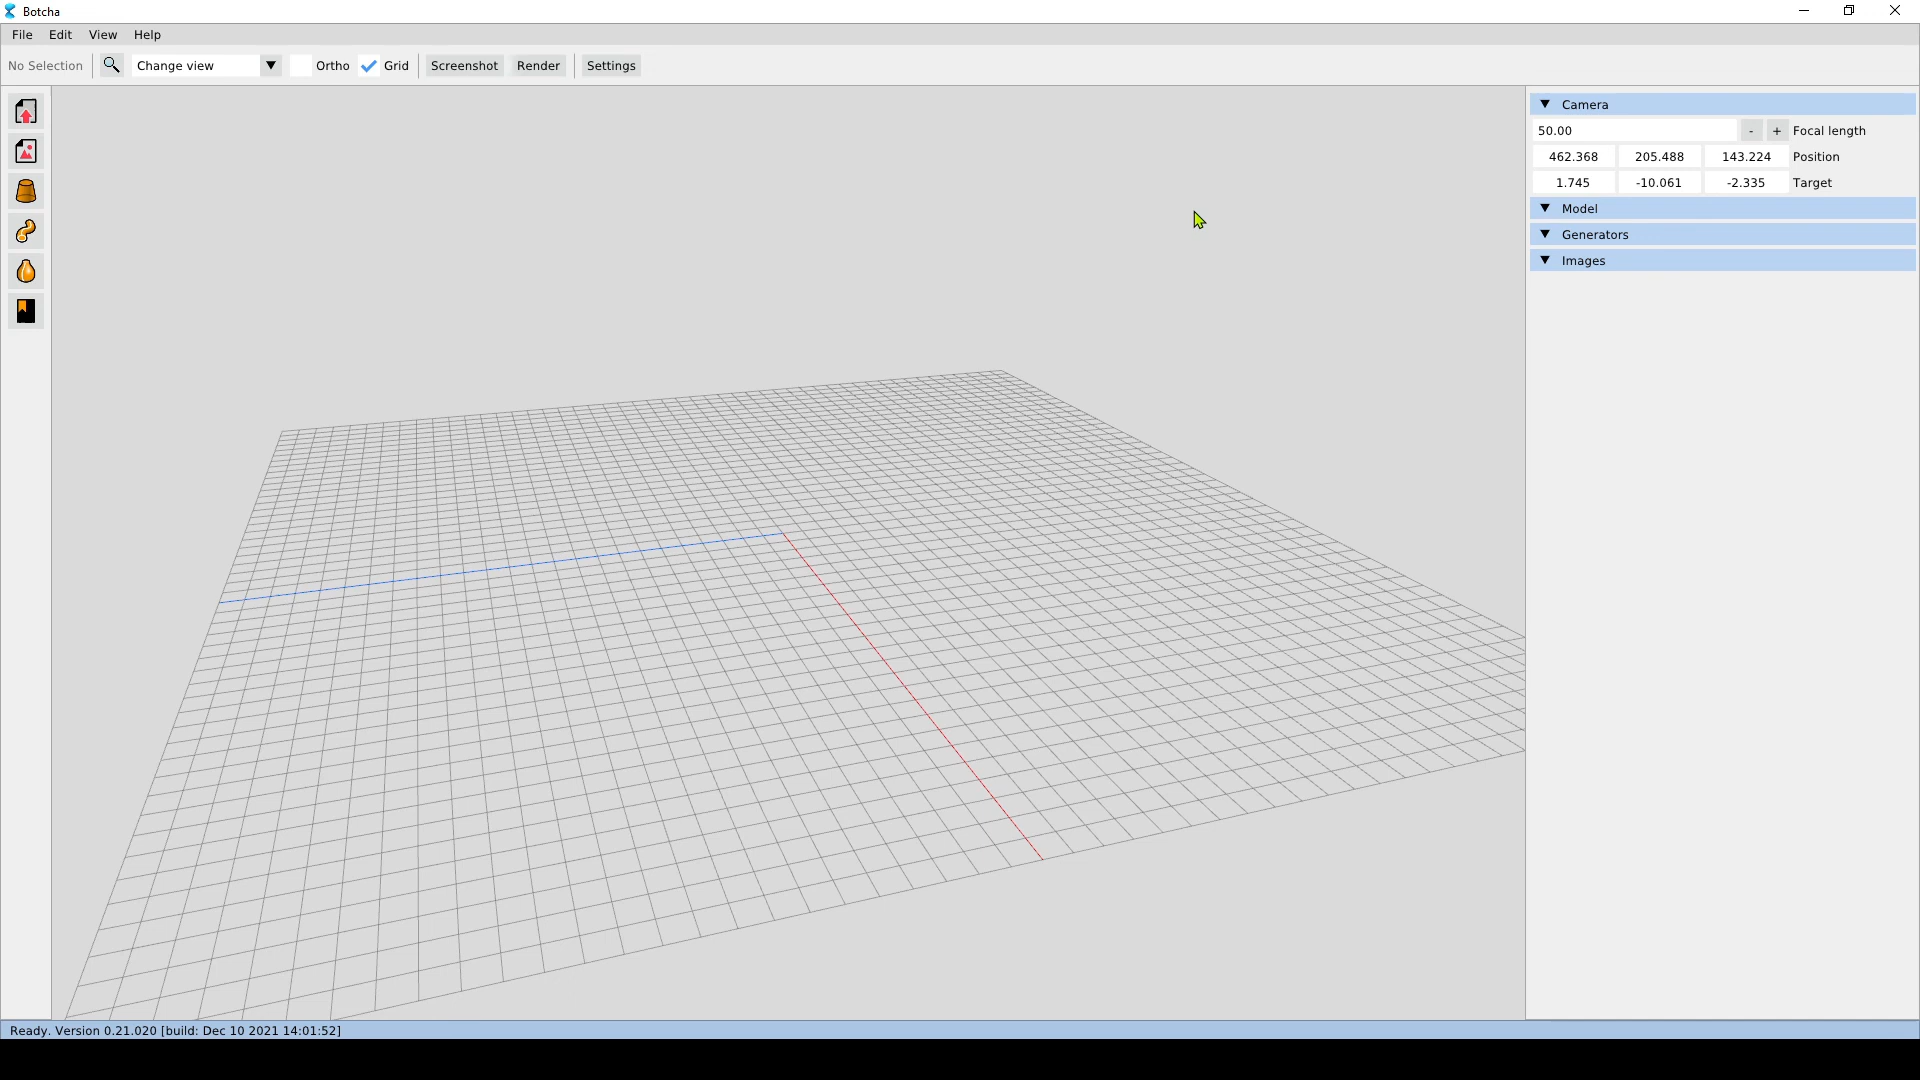 Botcha
File Edit View Help
No Selection Change view Ortho Grid Screenshot Render Settings
Camera
50.00 - + Focal length
462.368 205.488 143.224 Position
1.745 -10.061 -2.335 Target
Model
Generators
Images
Ready. Version 0.21.020 [build: Dec 10 2021 14:01:52]